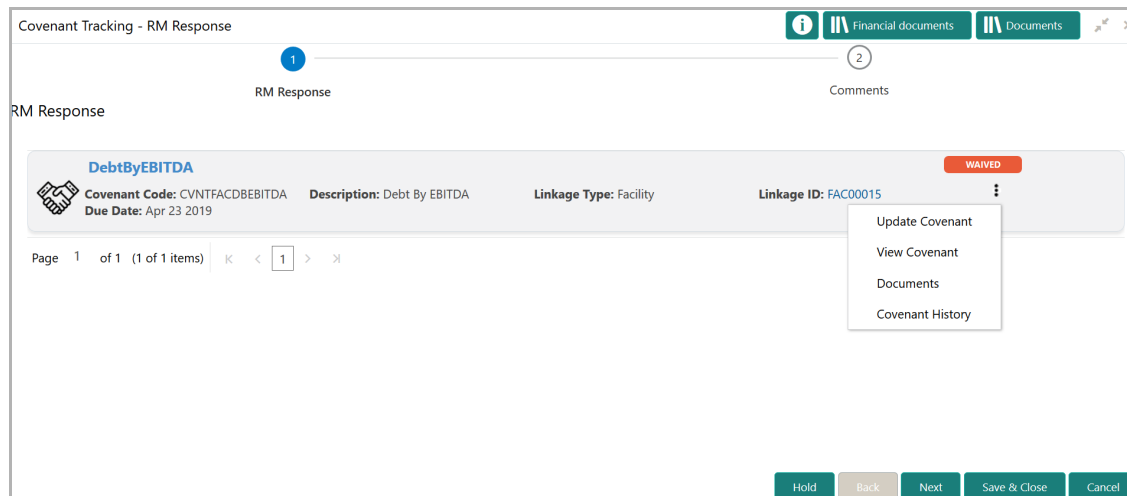 Covenant Tracking - RM Response
Financial documents
Documents
1
2
RM Response
Comments
RM Response
DebtByEBITDA
WAIVED
Covenant Code: CVNTFACDBEBITDA Description: Debt By EBITDA Linkage Type: Facility Linkage ID: FAC00015
Due Date: Apr 23 2019
Update Covenant
View Covenant
Documents
Covenant History
Page 1 of 1 (1 of 1 items) 1
Hold Back Next Save & Close Cancel